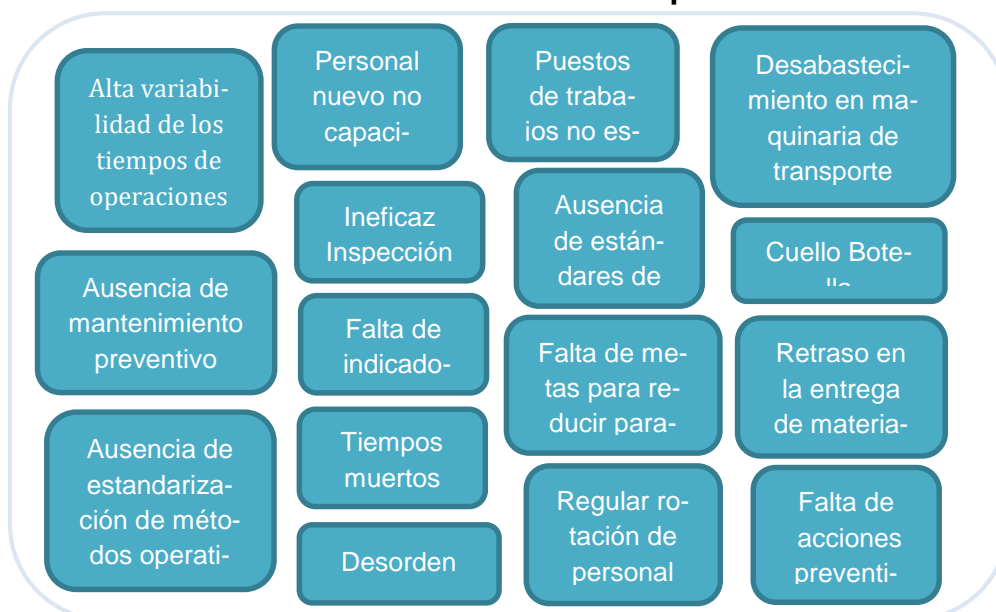 Alta variabi-
lidad de los
tiempos de
operaciones
Personal
nuevo no
capaci-
Puestos
de traba-
jos no es-
Desabasteci-
miento en ma-
quinaria de
transporte
Ineficaz
Inspección
Ausencia
de están-
dares de
Cuello Bote-
Ausencia de
mantenimiento
preventivo
Falta de
indicado-
Falta de me-
tas para re-
ducir para-
Retraso en
la entrega
de materia-
Ausencia de
estandariza-
ción de méto-
dos operati-
Tiempos
muertos
Regular ro-
tación de
personal
Falta de
acciones
preventi-
Desorden